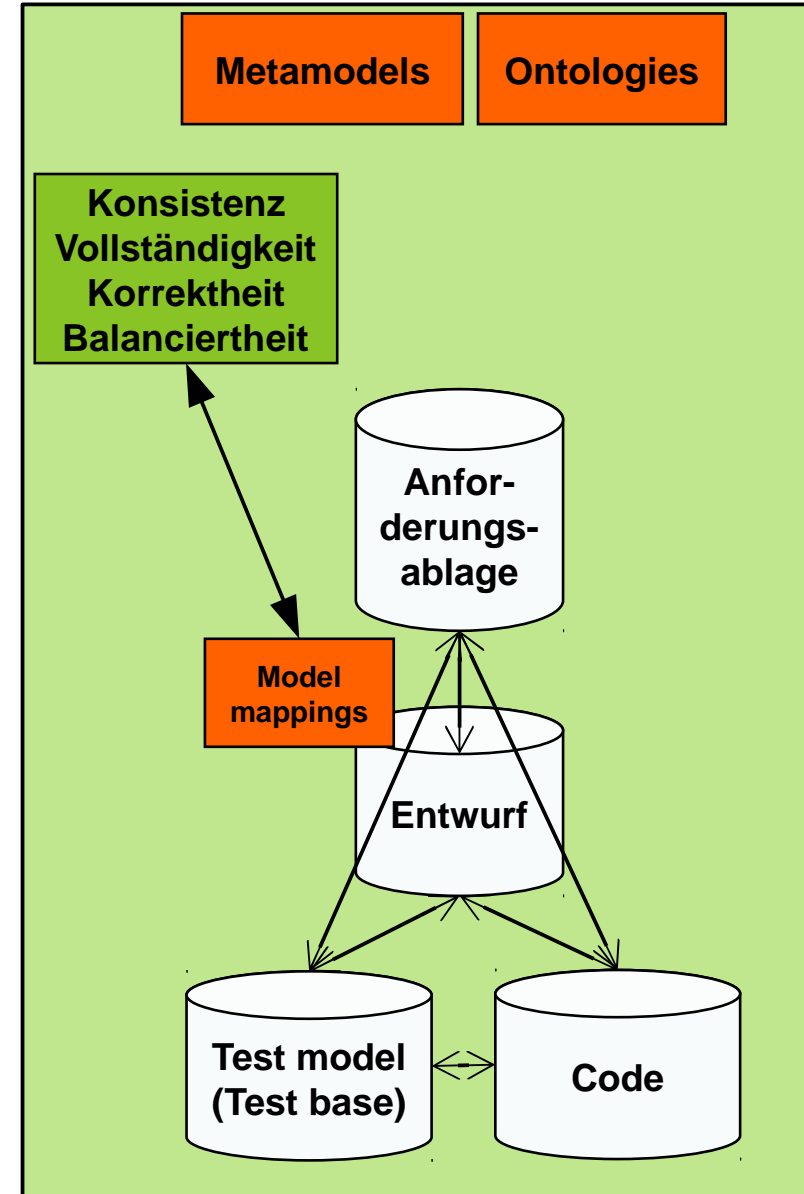 Metamodels
Ontologies
Konsistenz
Vollständigkeit
Korrektheit
Balanciertheit
Anfor-
derungs-
ablage
Model
mappings
Entwurf
Test model
(Test base)
Code